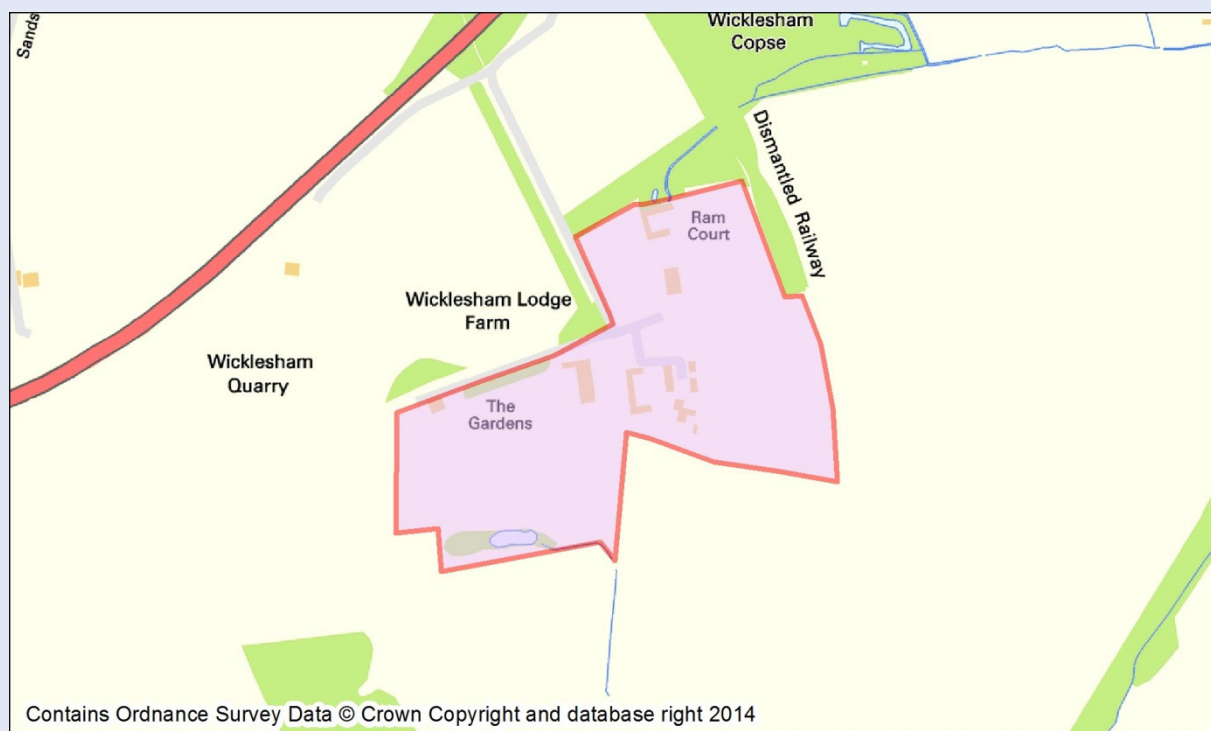 Sands
Wicklesham
Copse
Dismantled Railway
Ram
Court
Wicklesham Lodge
Farm
Wicklesham
Quarry
The
Gardens
Contains Ordnance Survey Data © Crown Copyright and database right 2014